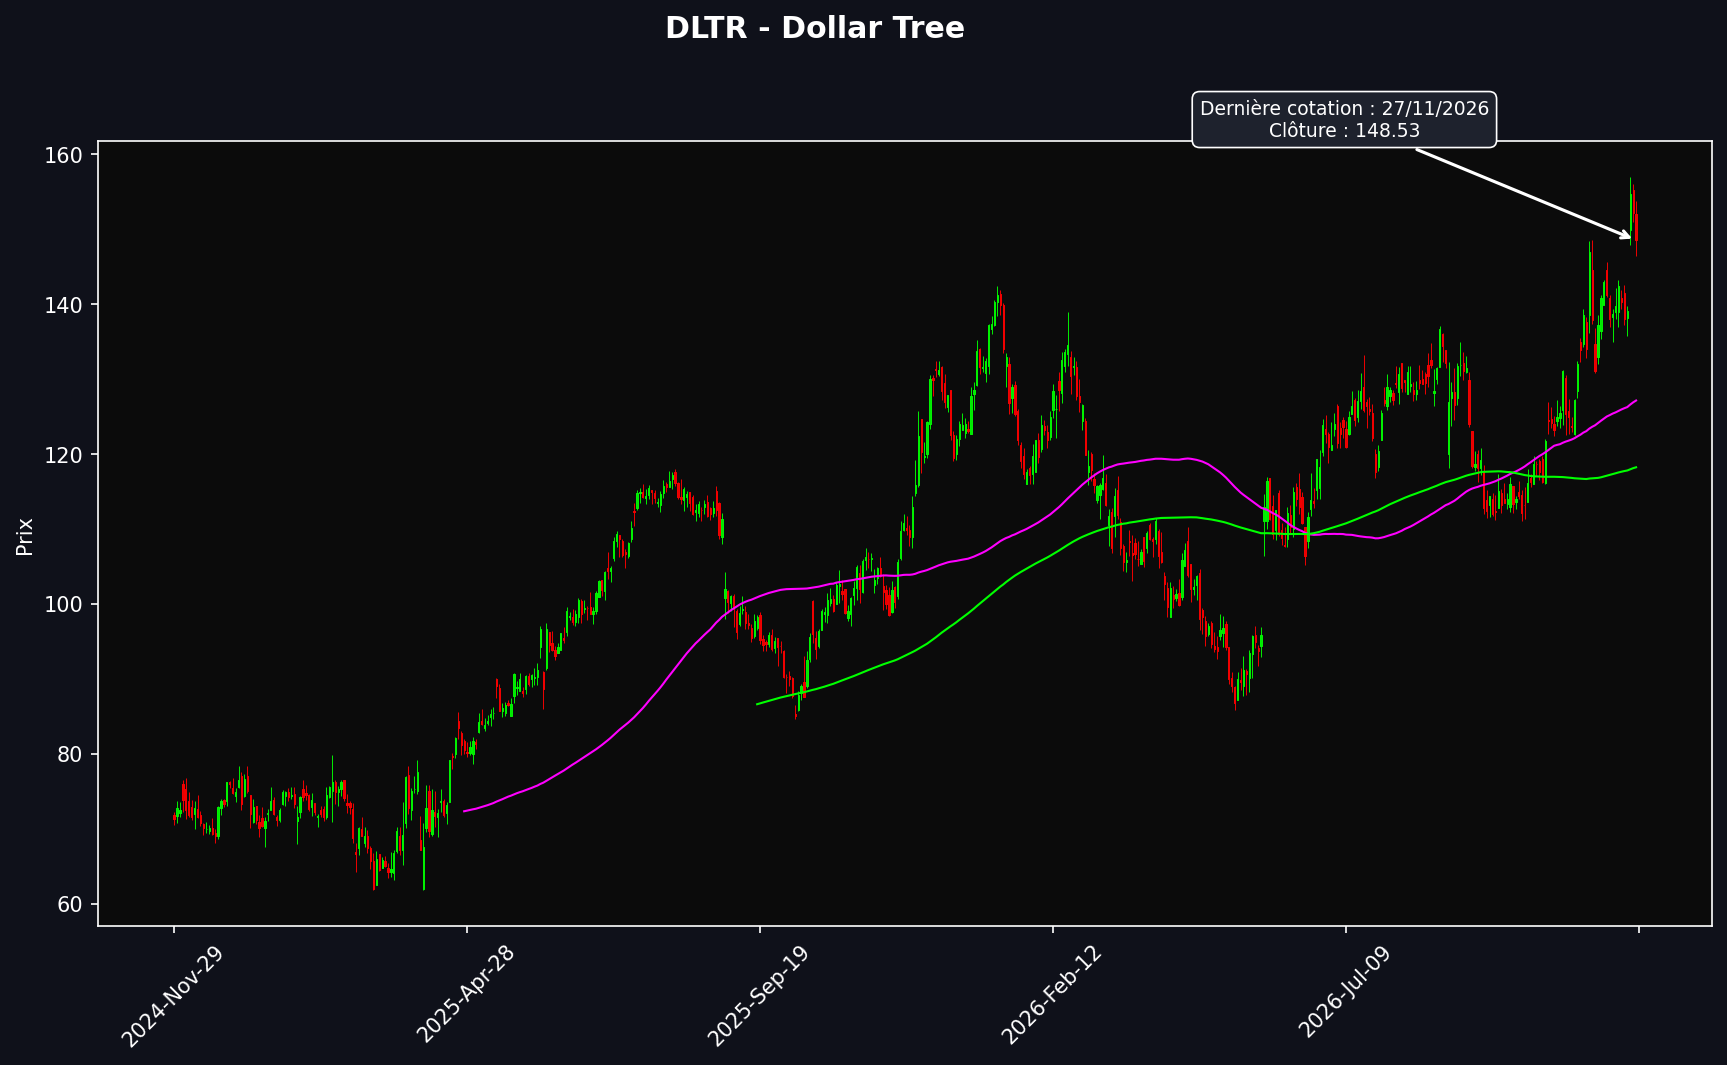 DLTR - Dollar Tree
Dernière cotation : 27/11/2026
Clôture : 148.53
160
140
120
100
80
60
Prix
2024-Nov-29
2025-Apr-28
2025-Sep-19
2026-Feb-12
2026-Jul-09